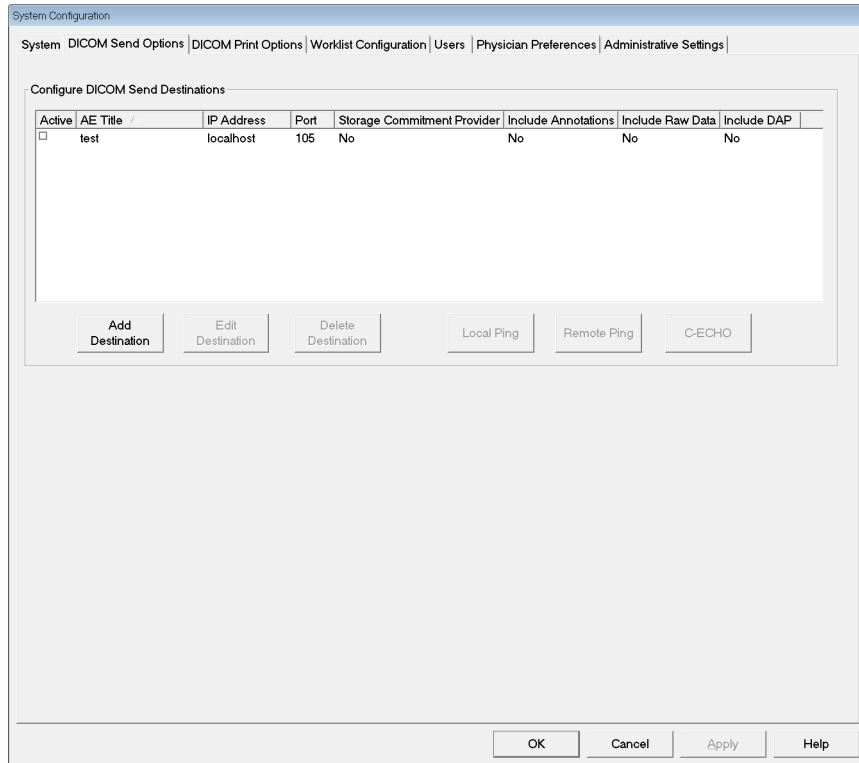 System Configuration
System DICOM Send Options DICOM Print Options Worklist Configuration Users Physician Preferences Administrative Settings
Configure DICOM Send Destinations
Active AE Title IP Address Port Storage Commitment Provider Include Annotations Include Raw Data Include DAP
test localhost 105 No No No No
Add Destination Edit Destination Delete Destination Local Ping Remote Ping C-ECHO
OK Cancel Apply Help